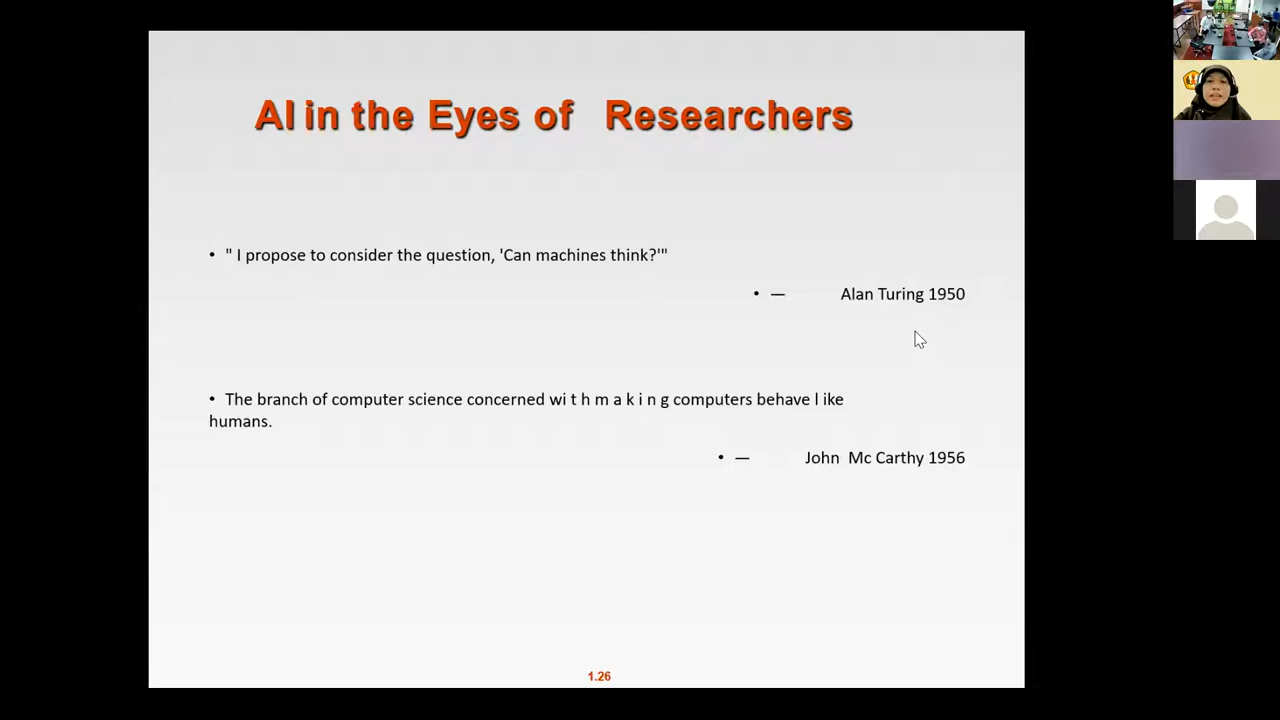 AI in the Eyes of Researchers
• " I propose to consider the question, 'Can machines think?'"
• — Alan Turing 1950
• The branch of computer science concerned wi t h m a k i n g computers behave l ike
humans.
• — John Mc Carthy 1956
1.26